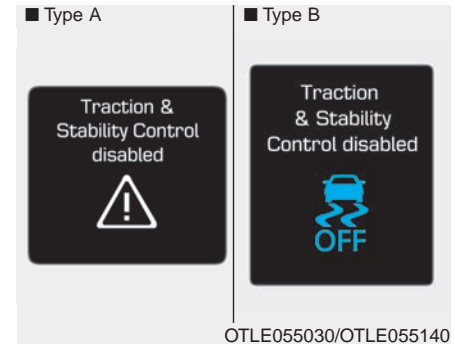 ■ Type A
Traction &
Stability Control
disabled
■ Type B
Traction
& Stability
Control disabled
OFF
OTLE055030/OTLE055140